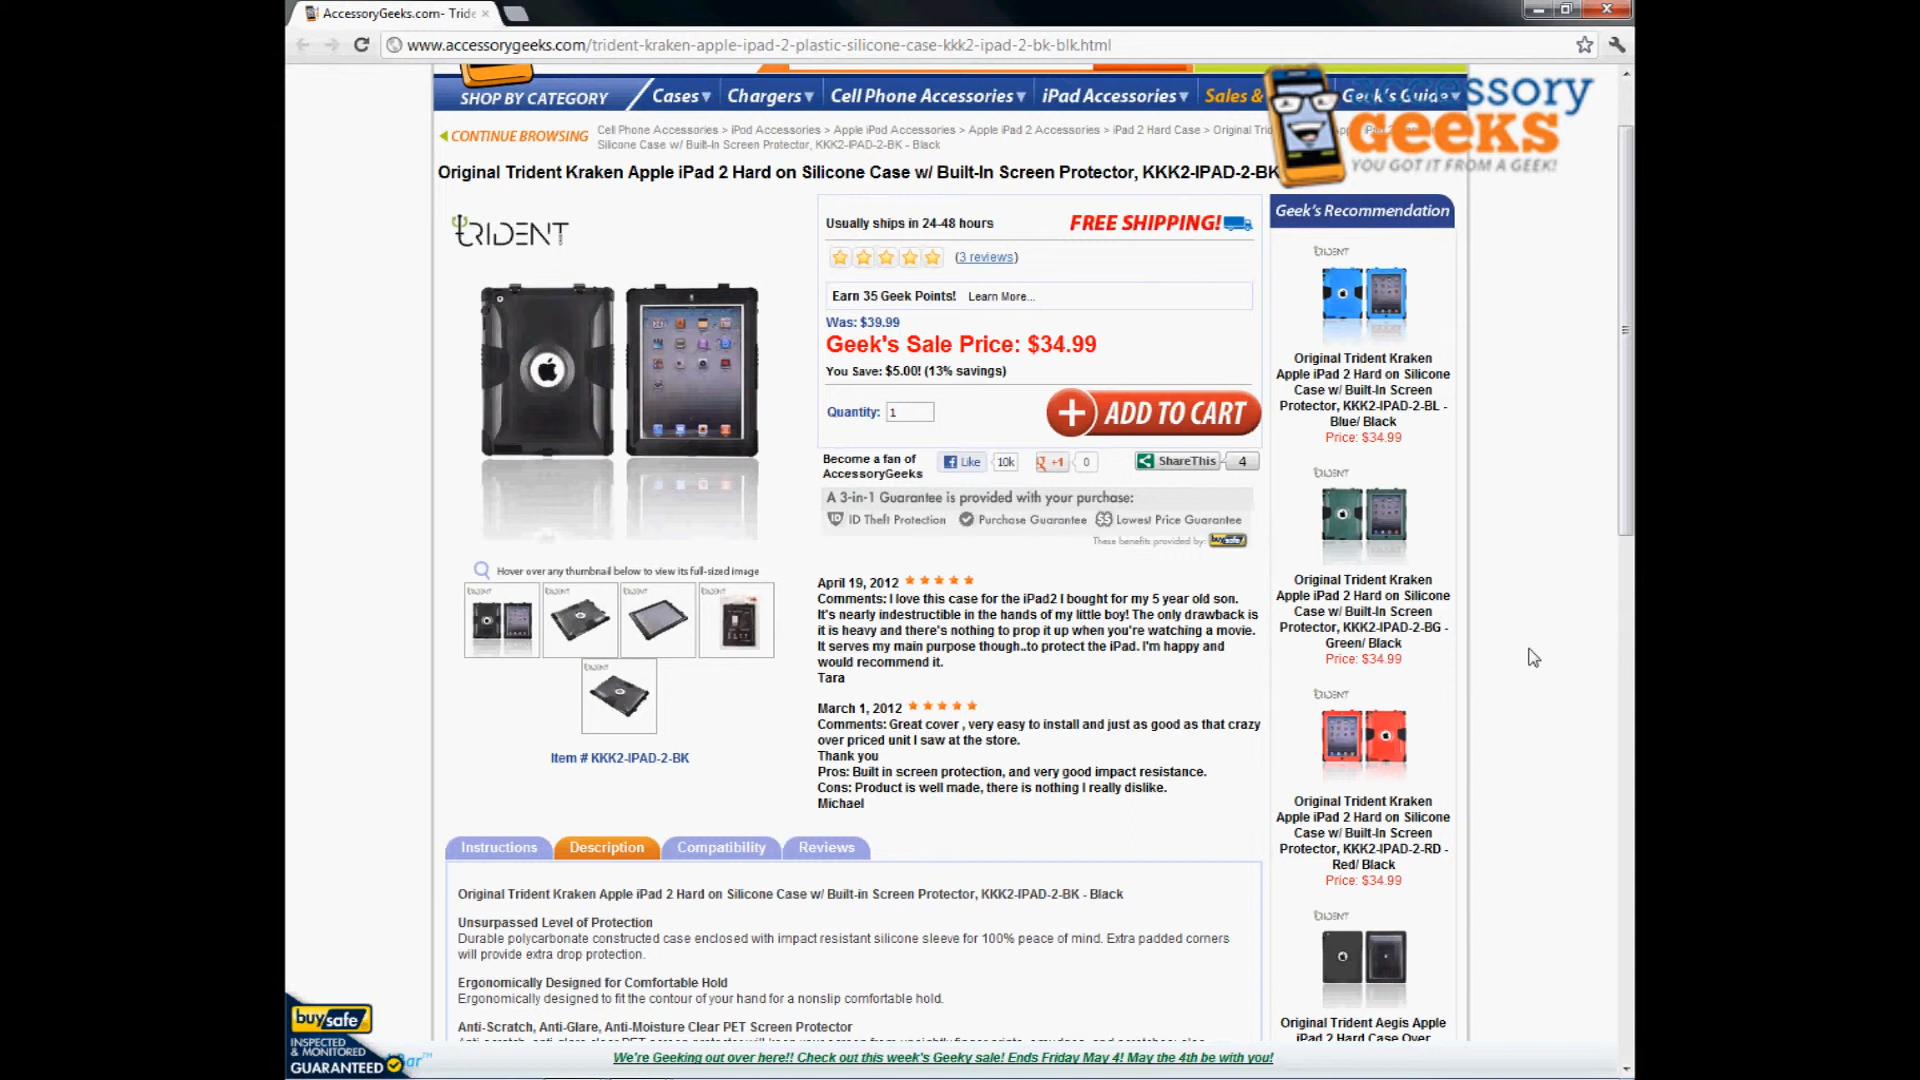 AccessoryGeeks.com- Tride
www.accessorygeeks.com/trident-kraken-apple-ipad-2-plastic-silicone-case-kkk2-ipad-2-bk-blk.html
SHOP BY CATEGORY
Cases
Chargers
Cell Phone Accessories
iPad Accessories
Sales &
Geek's Guide
accessory
GEEKS
YOU GOT IT FROM A GEEK!
CONTINUE BROWSING
Cell Phone Accessories > iPod Accessories > Apple iPod Accessories > Apple iPad 2 Accessories > iPad 2 Hard Case > Original Trid
Silicone Case w/ Built-In Screen Protector, KKK2-IPAD-2-BK - Black
Original Trident Kraken Apple iPad 2 Hard on Silicone Case w/ Built-In Screen Protector, KKK2-IPAD-2-BK
TRIDENT
Hover over any thumbnail below to view its full-sized image
TRIDENT
TRIDENT
TRIDENT
TRIDENT
TRIDENT
Item # KKK2-IPAD-2-BK
Usually ships in 24-48 hours
FREE SHIPPING!
(3 reviews)
Earn 35 Geek Points! Learn More...
Was: $39.99
Geek's Sale Price: $34.99
You Save: $5.00! (13% savings)
Quantity: 1
+ ADD TO CART
Become a fan of
AccessoryGeeks
Like 10k
+1 0
ShareThis 4
A 3-in-1 Guarantee is provided with your purchase:
ID ID Theft Protection Purchase Guarantee $$ Lowest Price Guarantee
These benefits provided by: buySAFE
April 19, 2012
Comments: I love this case for the iPad2 I bought for my 5 year old son.
It's nearly indestructible in the hands of my little boy! The only drawback is
it is heavy and there's nothing to prop it up when you're watching a movie.
It serves my main purpose though..to protect the iPad. I'm happy and
would recommend it.
Tara
March 1, 2012
Comments: Great cover , very easy to install and just as good as that crazy
over priced unit I saw at the store.
Thank you
Pros: Built in screen protection, and very good impact resistance.
Cons: Product is well made, there is nothing I really dislike.
Michael
Geek's Recommendation
TRIDENT
Original Trident Kraken
Apple iPad 2 Hard on Silicone
Case w/ Built-In Screen
Protector, KKK2-IPAD-2-BL -
Blue/ Black
Price: $34.99
TRIDENT
Original Trident Kraken
Apple iPad 2 Hard on Silicone
Case w/ Built-In Screen
Protector, KKK2-IPAD-2-BG -
Green/ Black
Price: $34.99
TRIDENT
Original Trident Kraken
Apple iPad 2 Hard on Silicone
Case w/ Built-In Screen
Protector, KKK2-IPAD-2-RD -
Red/ Black
Price: $34.99
TRIDENT
Original Trident Aegis Apple
iPad 2 Hard Case Over
Instructions
Description
Compatibility
Reviews
Original Trident Kraken Apple iPad 2 Hard on Silicone Case w/ Built-in Screen Protector, KKK2-IPAD-2-BK - Black
Unsurpassed Level of Protection
Durable polycarbonate constructed case enclosed with impact resistant silicone sleeve for 100% peace of mind. Extra padded corners
will provide extra drop protection.
Ergonomically Designed for Comfortable Hold
Ergonomically designed to fit the contour of your hand for a nonslip comfortable hold.
Anti-Scratch, Anti-Glare, Anti-Moisture Clear PET Screen Protector
buySAFE
INSPECTED
& MONITORED
GUARANTEED
Bar™
We're Geeking out over here!! Check out this week's Geeky sale! Ends Friday May 4! May the 4th be with you!